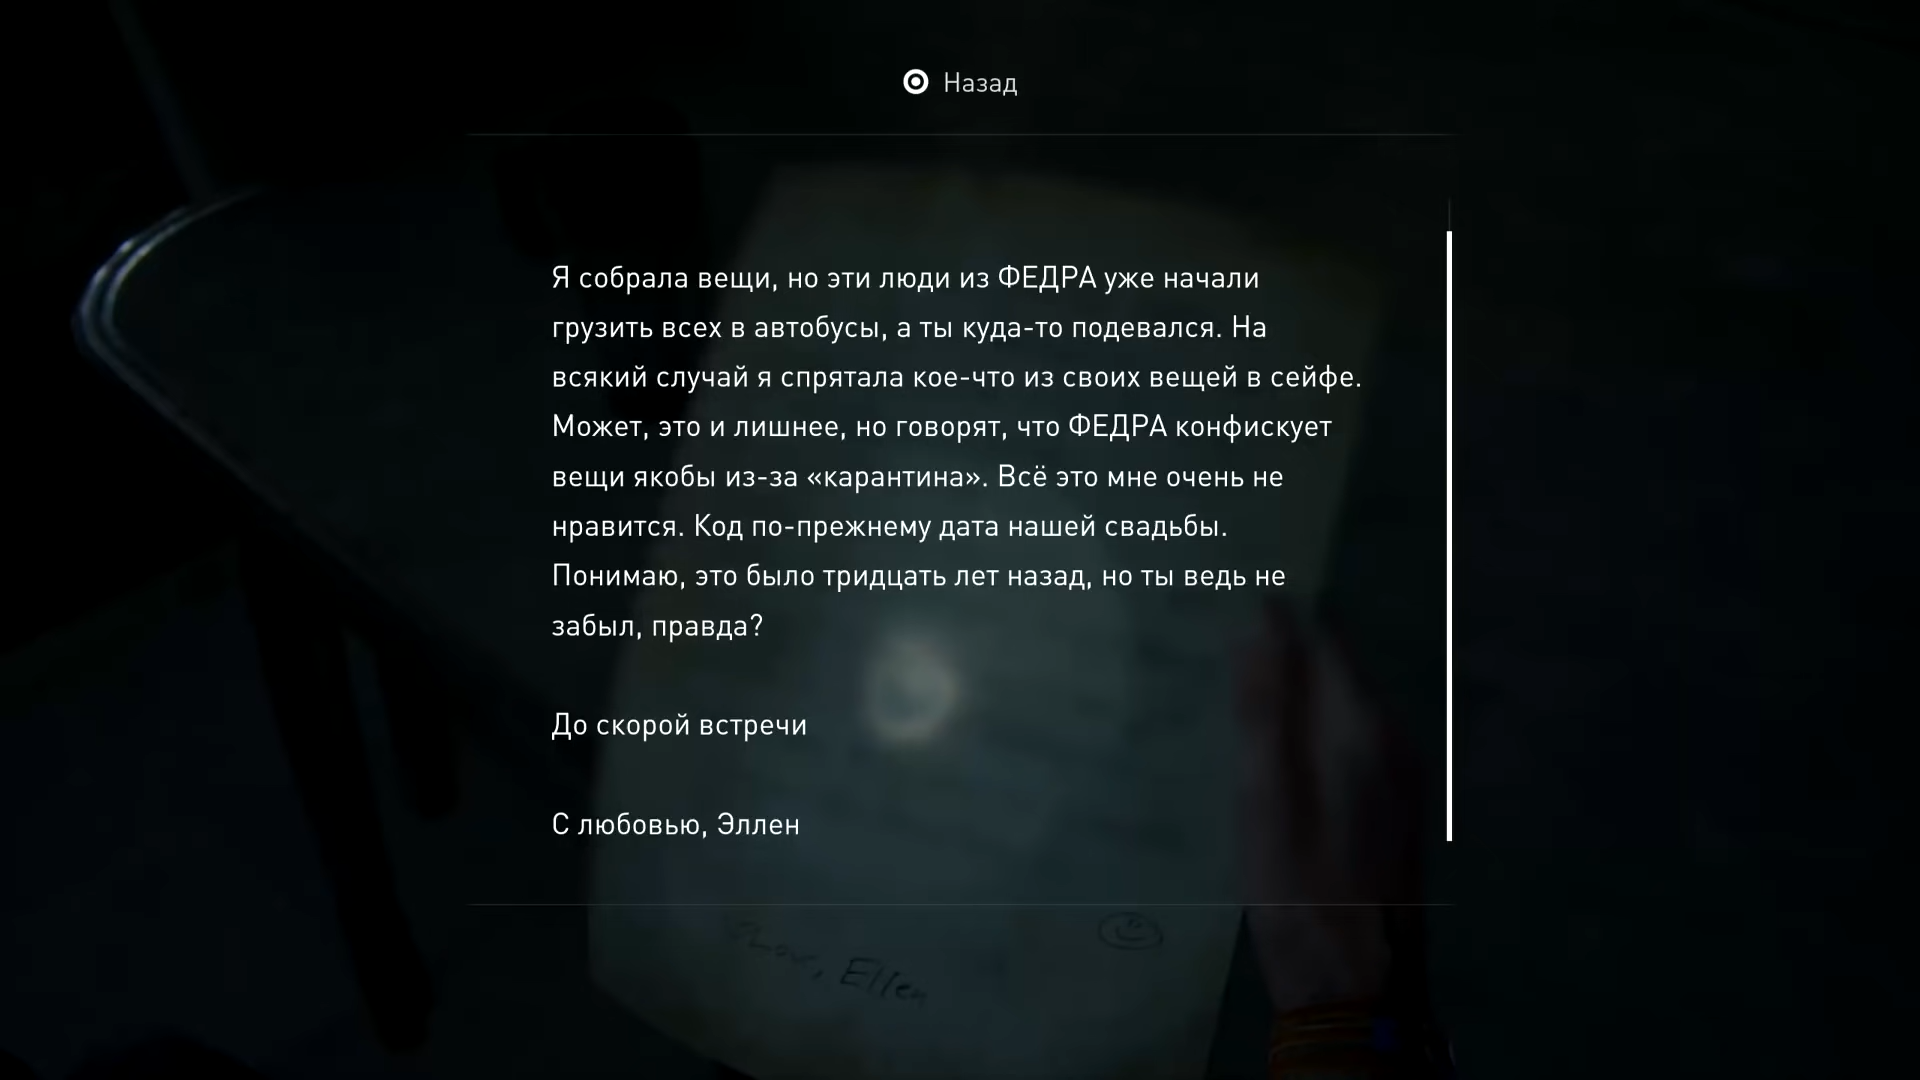 Назад
Я собрала вещи, но эти люди из ФЕДРА уже начали
грузить всех в автобусы, а ты куда-то подевался. На
всякий случай я спрятала кое-что из своих вещей в сейфе.
Может, это и лишнее, но говорят, что ФЕДРА конфискует
вещи якобы из-за «карантина». Всё это мне очень не
нравится. Код по-прежнему дата нашей свадьбы.
Понимаю, это было тридцать лет назад, но ты ведь не
забыл, правда?
До скорой встречи
С любовью, Эллен
Love, Ellen